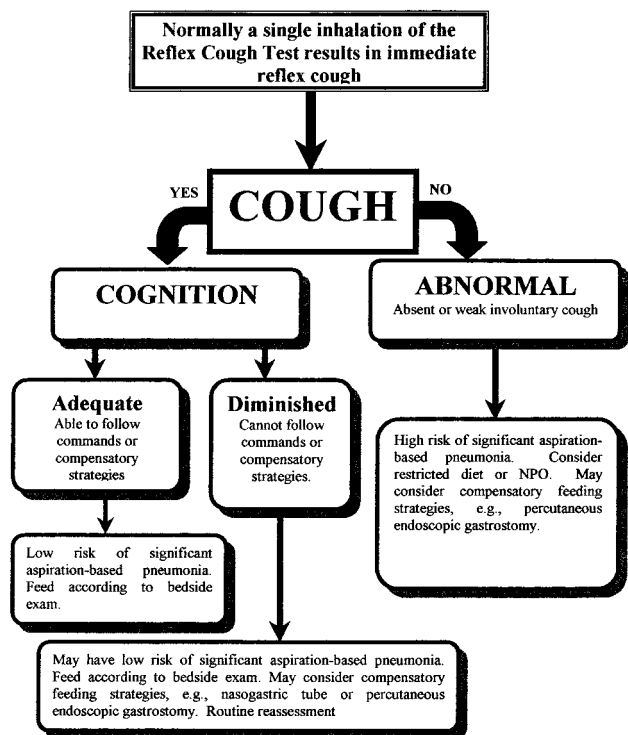 Normally a single inhalation of the
Reflex Cough Test results in immediate
reflex cough
YES
COUGH
NO
COGNITION
ABNORMAL
Absent or weak involuntary cough
Adequate
Able to follow
commands or
compensatory
strategies
Diminished
Cannot follow
commands or
compensatory
strategies.
High risk of significant aspiration-
based pneumonia. Consider
restricted diet or NPO. May
consider compensatory feeding
strategies, e.g., percutaneous
endoscopic gastrostomy.
Low risk of significant
aspiration-based pneumonia.
Feed according to bedside
exam.
May have low risk of significant aspiration-based pneumonia.
Feed according to bedside exam. May consider compensatory
feeding strategies, e.g., nasogastric tube or percutaneous
endoscopic gastrostomy. Routine reassessment